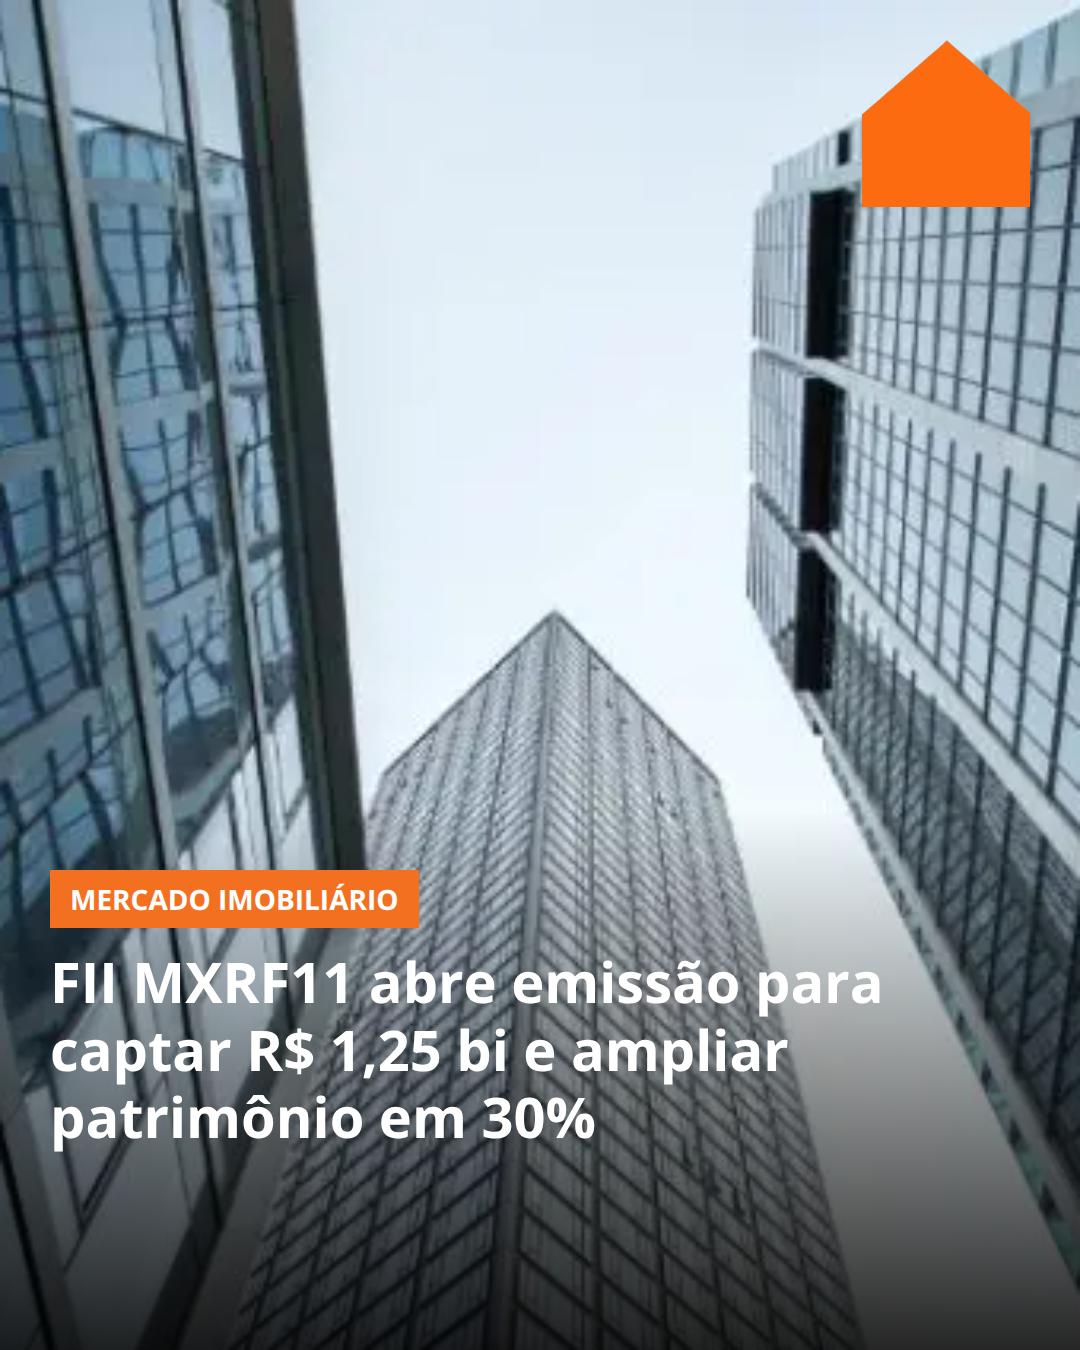 MERCADO IMOBILIÁRIO
FII MXRF11 abre emissão para
captar R$ 1,25 bi e ampliar
patrimônio em 30%